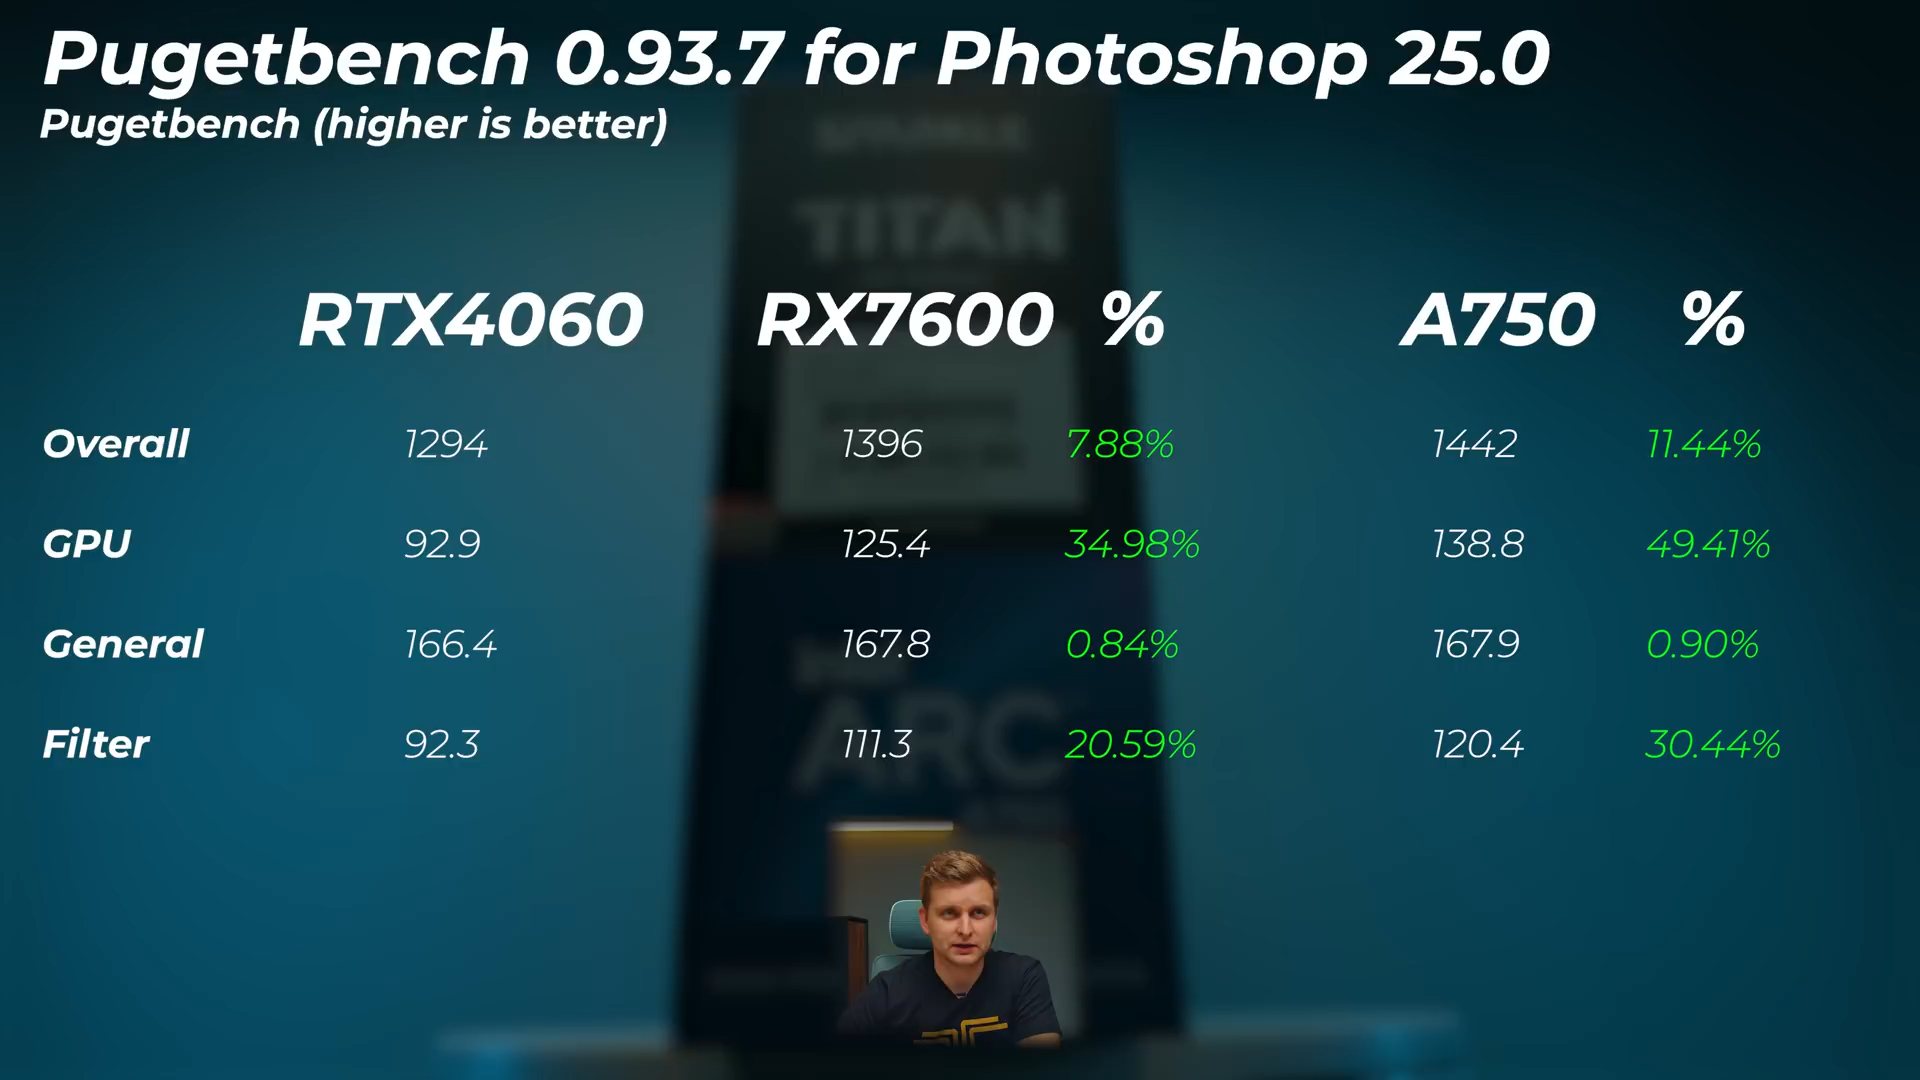 Pugetbench 0.93.7 for Photoshop 25.0
Pugetbench (higher is better)
TITAN
RTX4060 RX7600 % A750 %
Overall 1294 1396 7.88% 1442 11.44%
GPU 92.9 125.4 34.98% 138.8 49.41%
General 166.4 167.8 0.84% 167.9 0.90%
Filter 92.3 111.3 20.59% 120.4 30.44%
ARC